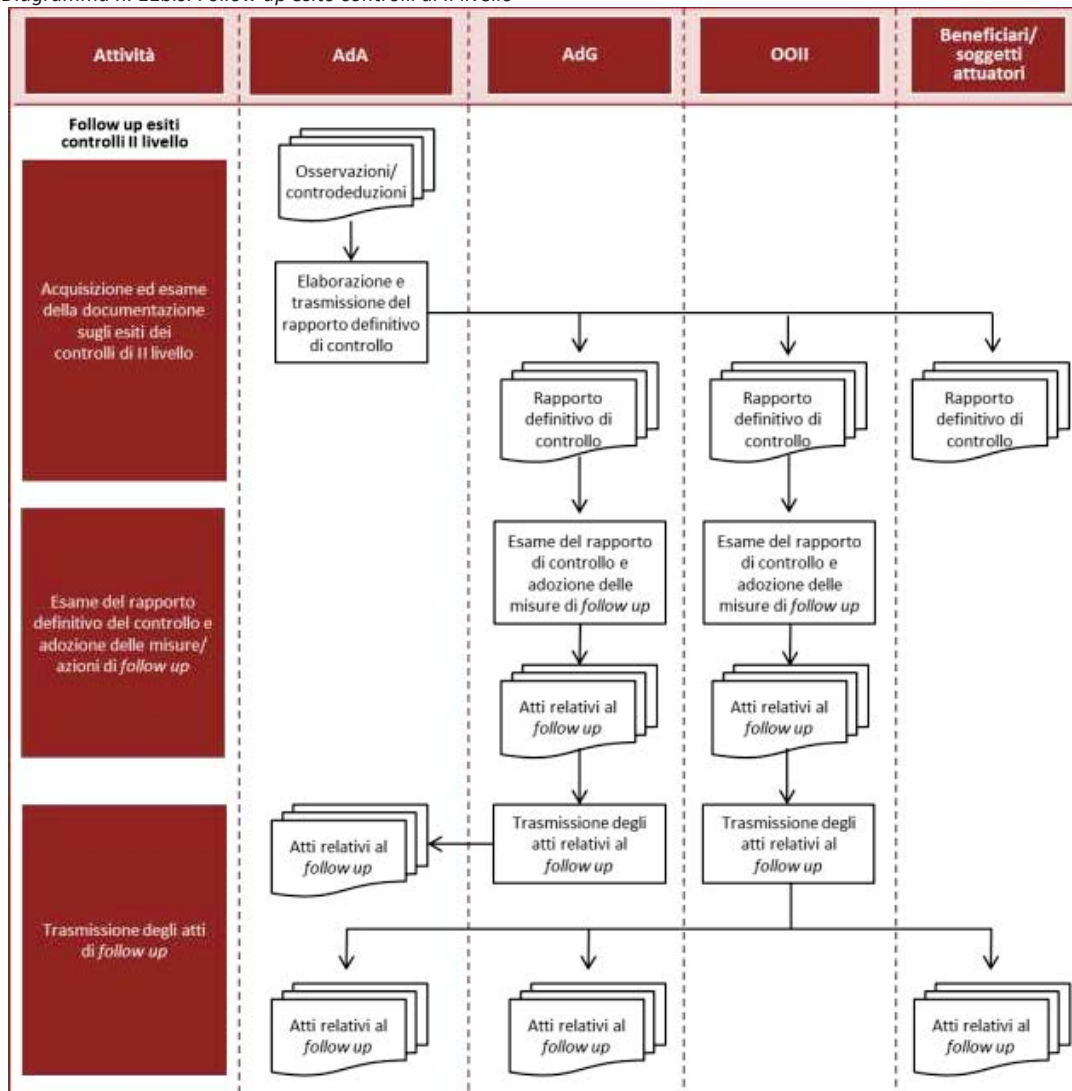 Diagramma n. 22bis: Follow up esito controlli di II livello
Attività
AdA
AdG
OOII
Beneficiari/
soggetti
attuatori
Follow up esiti
controlli II livello
Acquisizione ed esame
della documentazione
sugli esiti dei
controlli di II livello
Osservazioni/
controdeduzioni
Elaborazione e
trasmissione del
rapporto definitivo
di controllo
Rapporto
definitivo di
controllo
Rapporto
definitivo di
controllo
Rapporto
definitivo di
controllo
Esame del rapporto
definitivo del controllo e
adozione delle misure/
azioni di follow up
Esame del rapporto
di controllo e
adozione delle
misure di follow up
Esame del rapporto
di controllo e
adozione delle
misure di follow up
Atti relativi al
follow up
Atti relativi al
follow up
Trasmissione degli atti
di follow up
Atti relativi al
follow up
Trasmissione degli
atti relativi al
follow up
Trasmissione degli
atti relativi al
follow up
Atti relativi al
follow up
Atti relativi al
follow up
Atti relativi al
follow up